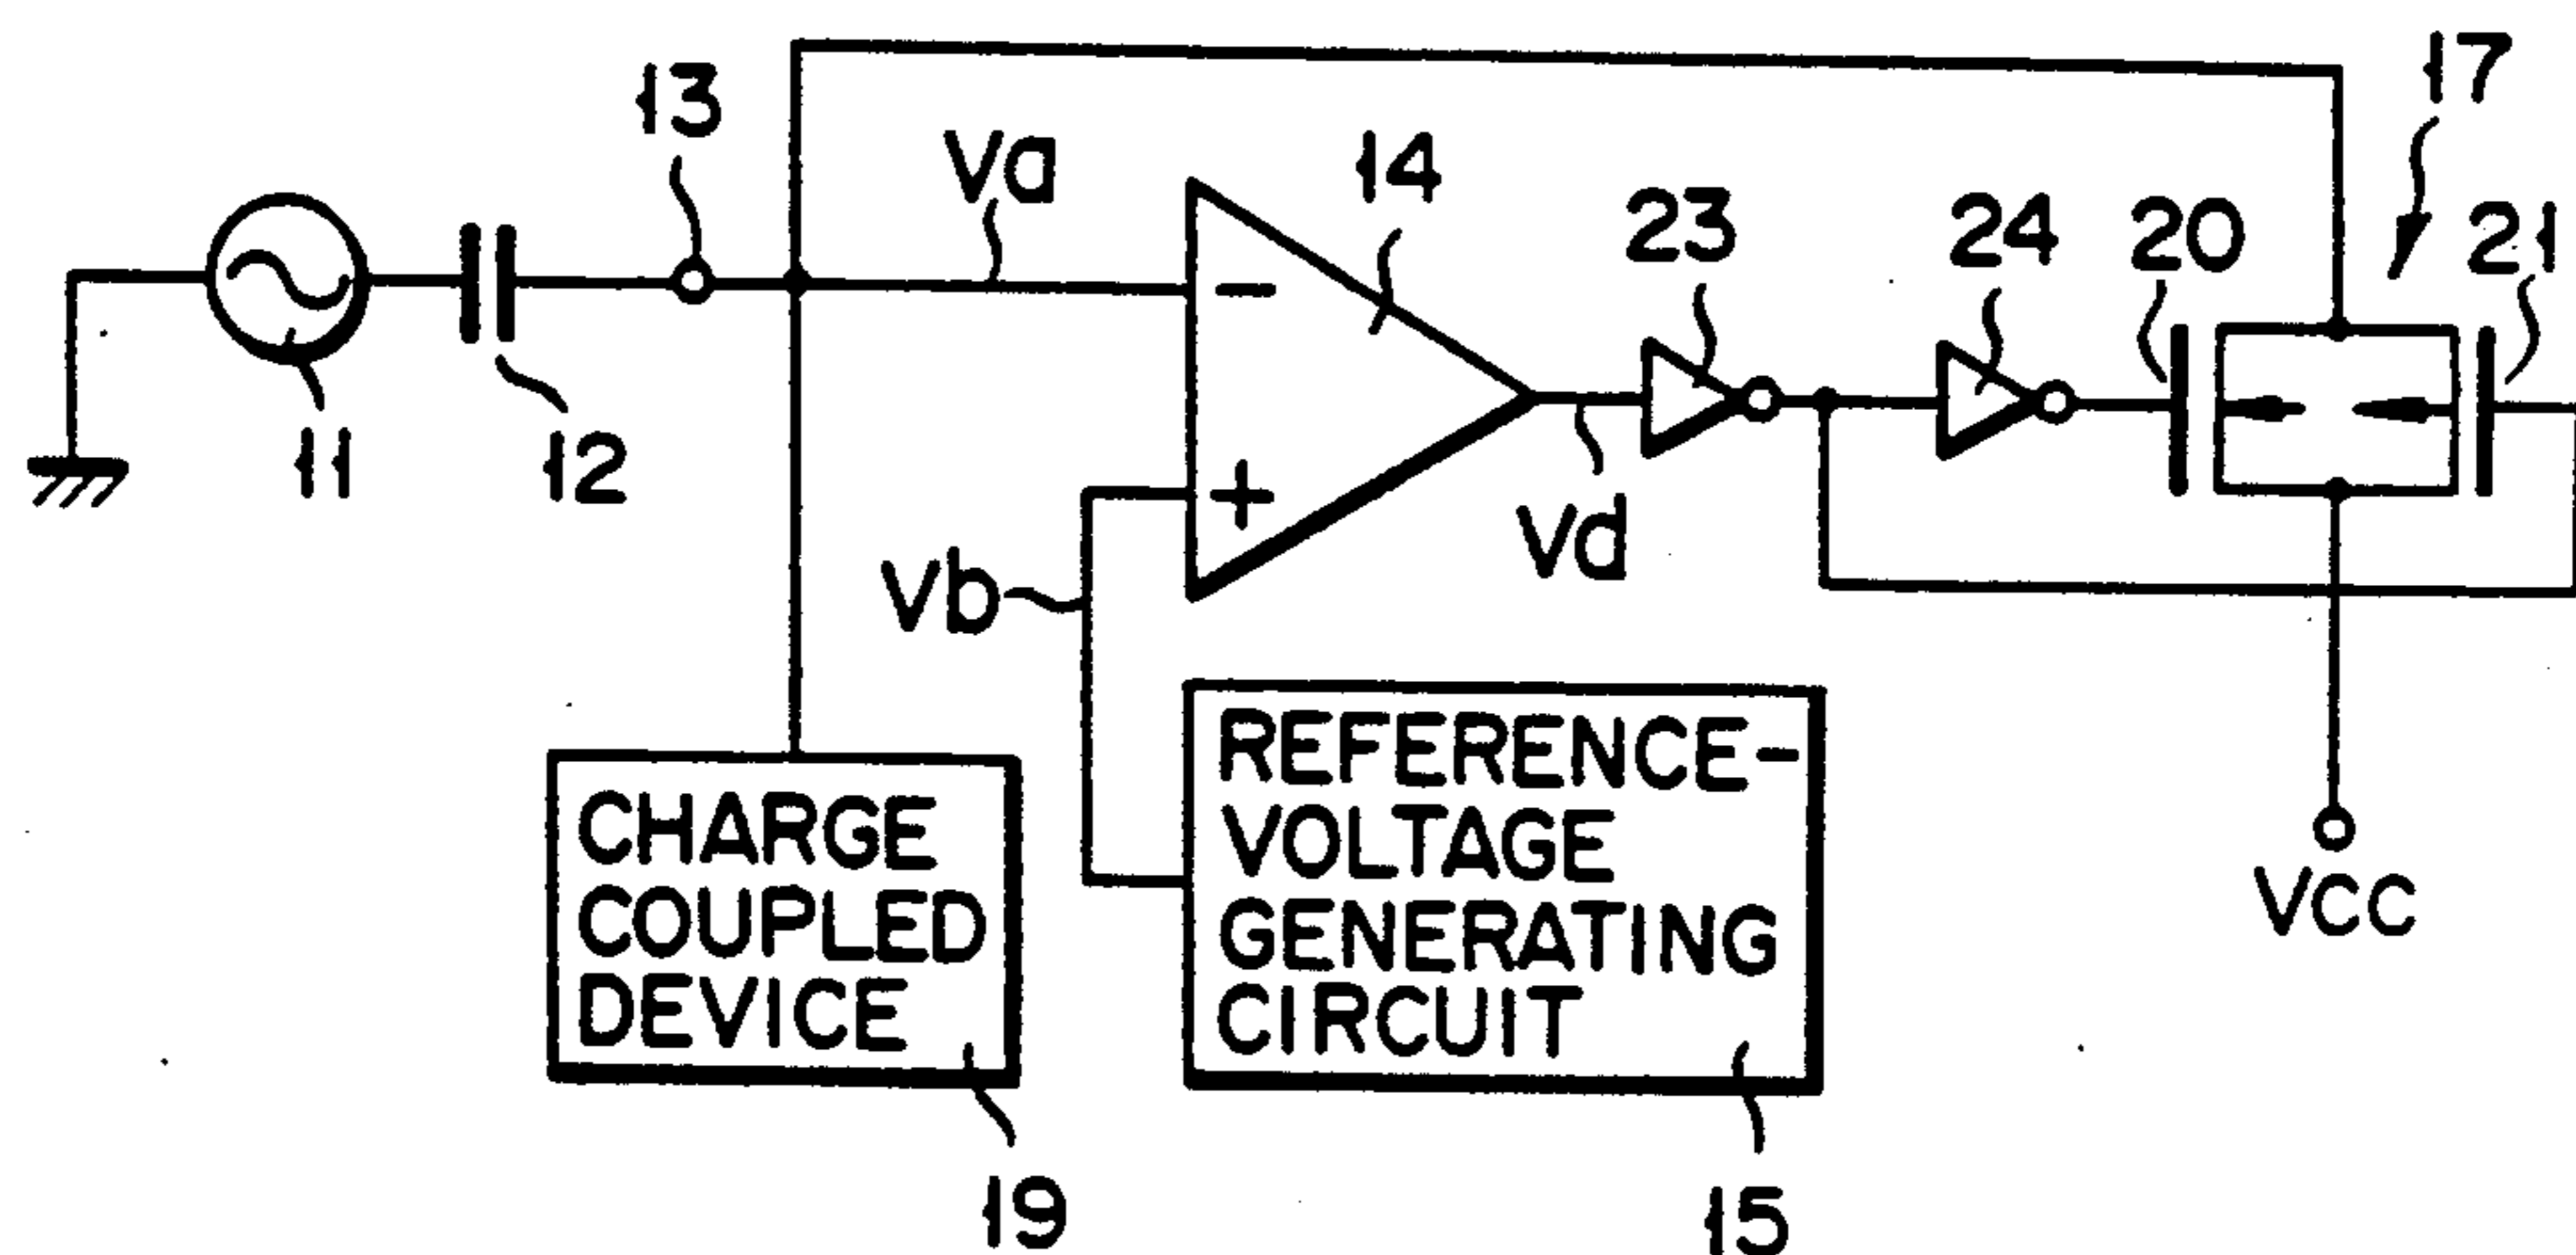 17
13
Va
14
23
24
20
21
-
11
12
+
Vd
Vb
REFERENCE-
VOLTAGE
GENERATING
CIRCUIT
CHARGE
COUPLED
DEVICE
VCC
19
15